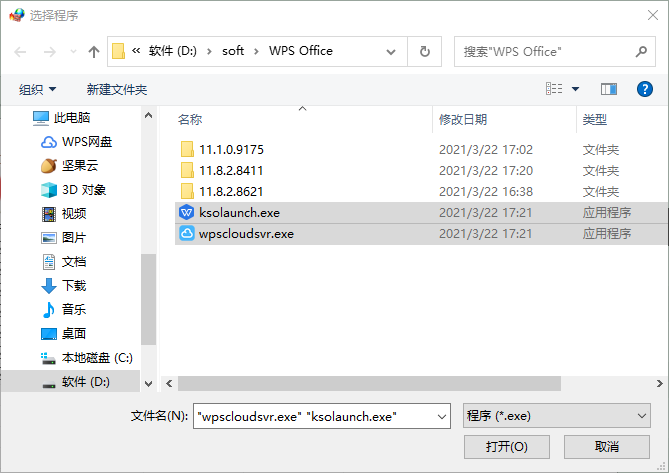 选择程序
« 软件 (D:) › soft › WPS Office
搜索"WPS Office"
组织
新建文件夹
此电脑
WPS网盘
坚果云
3D 对象
视频
图片
文档
下载
音乐
桌面
本地磁盘 (C:)
软件 (D:)
名称 修改日期 类型
11.1.0.9175 2021/3/22 17:02 文件夹
11.8.2.8411 2021/3/22 17:20 文件夹
11.8.2.8621 2021/3/22 16:38 文件夹
ksolaunch.exe 2021/3/22 17:21 应用程序
wpscloudsvr.exe 2021/3/22 17:21 应用程序
文件名(N): "wpscloudsvr.exe" "ksolaunch.exe" 程序 (*.exe)
打开(O) 取消